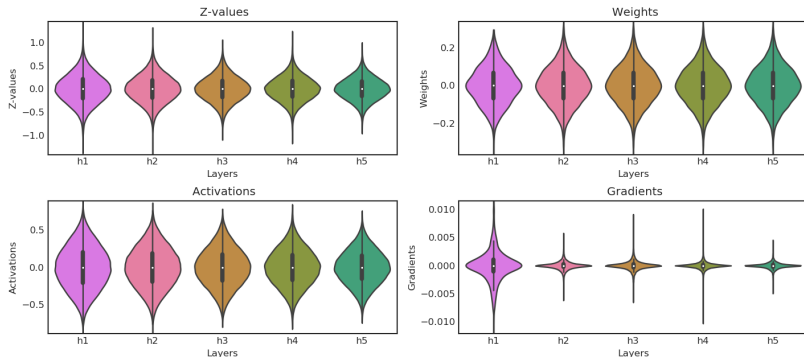 Z-values
Z-values
1.0
0.5
0.0
−0.5
−1.0
h1 h2 h3 h4 h5
Layers
Weights
Weights
0.2
0.0
−0.2
h1 h2 h3 h4 h5
Layers
Activations
Activations
0.5
0.0
−0.5
h1 h2 h3 h4 h5
Layers
Gradients
Gradients
0.010
0.005
0.000
−0.005
−0.010
h1 h2 h3 h4 h5
Layers